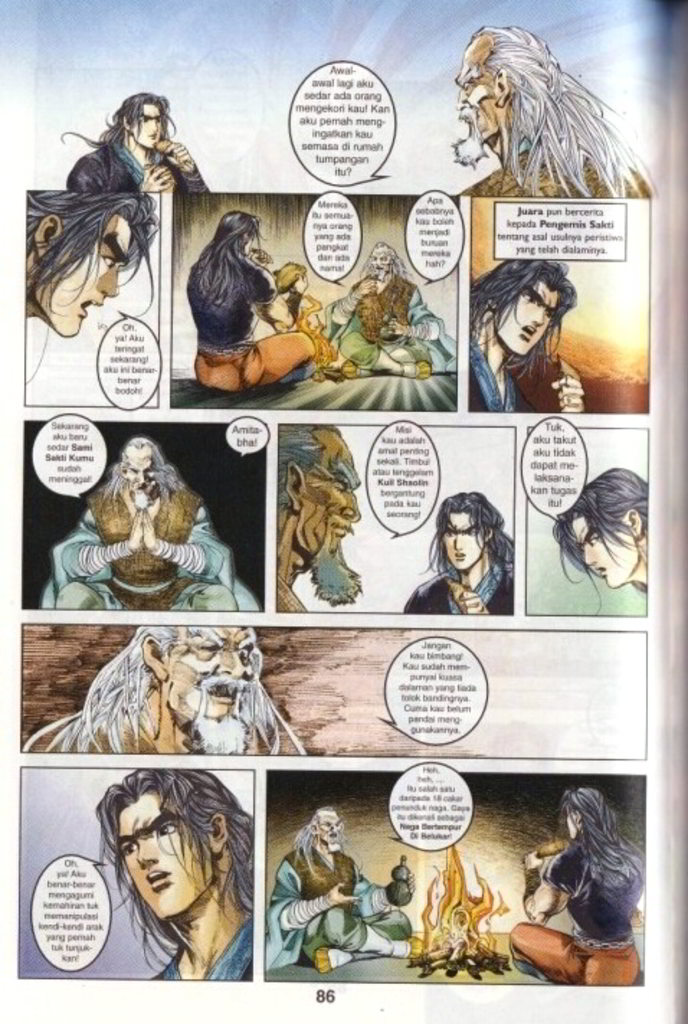 Awal-
awal lagi aku
sedar ada orang
mengekori kau! Kan
aku pernah meng-
ingatkan kau
semasa di rumah
tumpangan
itu?
Oh,
ya!
Aku
teringat
sekarang!
aku benar-
benar
bodoh!
Mereka
itu semua-
nya orang
yang ada
pangkat
dan ada
nama.
Apa
sebabnya
kau boleh
menjadi
buruan
mereka
hah?
Juara pun bercerita
kepada Pengemis Sakti
tentang asal usulnya peristiwa
yang telah dialaminya.
Sekarang
aku baru
sedar Sami
Sakti Kumu
sudah
meninggal!
Amita-
bha!
Misi
kau adalah
amat penting
sekali. Timbul
atau tenggelam
Kuil Shaolin
bergantung
pada kau
seorang!
Tuk,
aku takut
aku tidak
dapat me-
laksana-
kan tugas
itu!
Jangan
kau bimbang!
Kau sudah mem-
punyai kuasa
dalaman yang tiada
tolok bandingnya.
Cuma kau belum
pandai meng-
gunakannya.
Oh,
ya! Aku
benar-benar
mengagumi
kemahiran tuk
memanipulasi
kendi-kendi arak
yang pernah
tuk tunjuk-
kan!
Heh,
heh, ...
Itu salah satu
daripada 18 cakar
penunduk naga. Gaya
itu dikenali sebagai
Naga Bertempur
Di Belukar!
86